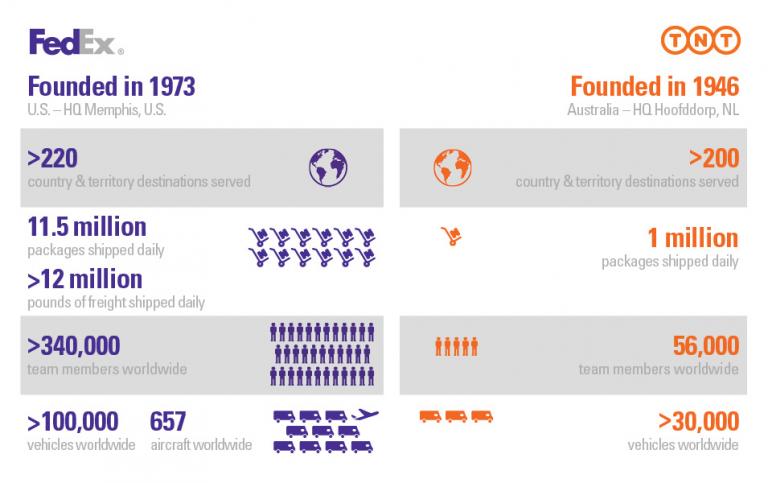 FedEx®
Founded in 1973
U.S. – HQ Memphis, U.S.
>220
country & territory destinations served
11.5 million
packages shipped daily
>12 million
pounds of freight shipped daily
>340,000
team members worldwide
>100,000 657
vehicles worldwide aircraft worldwide
TNT
Founded in 1946
Australia – HQ Hoofddorp, NL
>200
country & territory destinations served
1 million
packages shipped daily
56,000
team members worldwide
>30,000
vehicles worldwide